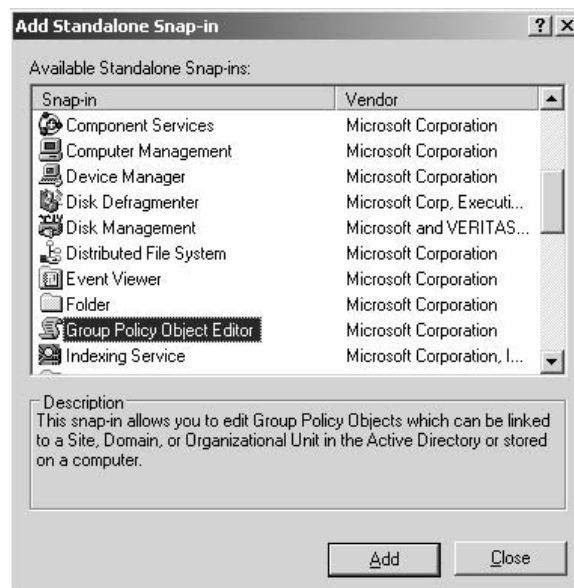 Add Standalone Snap-in
Available Standalone Snap-ins:
Snap-in Vendor
Component Services Microsoft Corporation
Computer Management Microsoft Corporation
Device Manager Microsoft Corporation
Disk Defragmenter Microsoft Corp, Executi...
Disk Management Microsoft and VERITAS...
Distributed File System Microsoft Corporation
Event Viewer Microsoft Corporation
Folder Microsoft Corporation
Group Policy Object Editor Microsoft Corporation
Indexing Service Microsoft Corporation, I...
Description
This snap-in allows you to edit Group Policy Objects which can be linked
to a Site, Domain, or Organizational Unit in the Active Directory or stored
on a computer.
Add Close